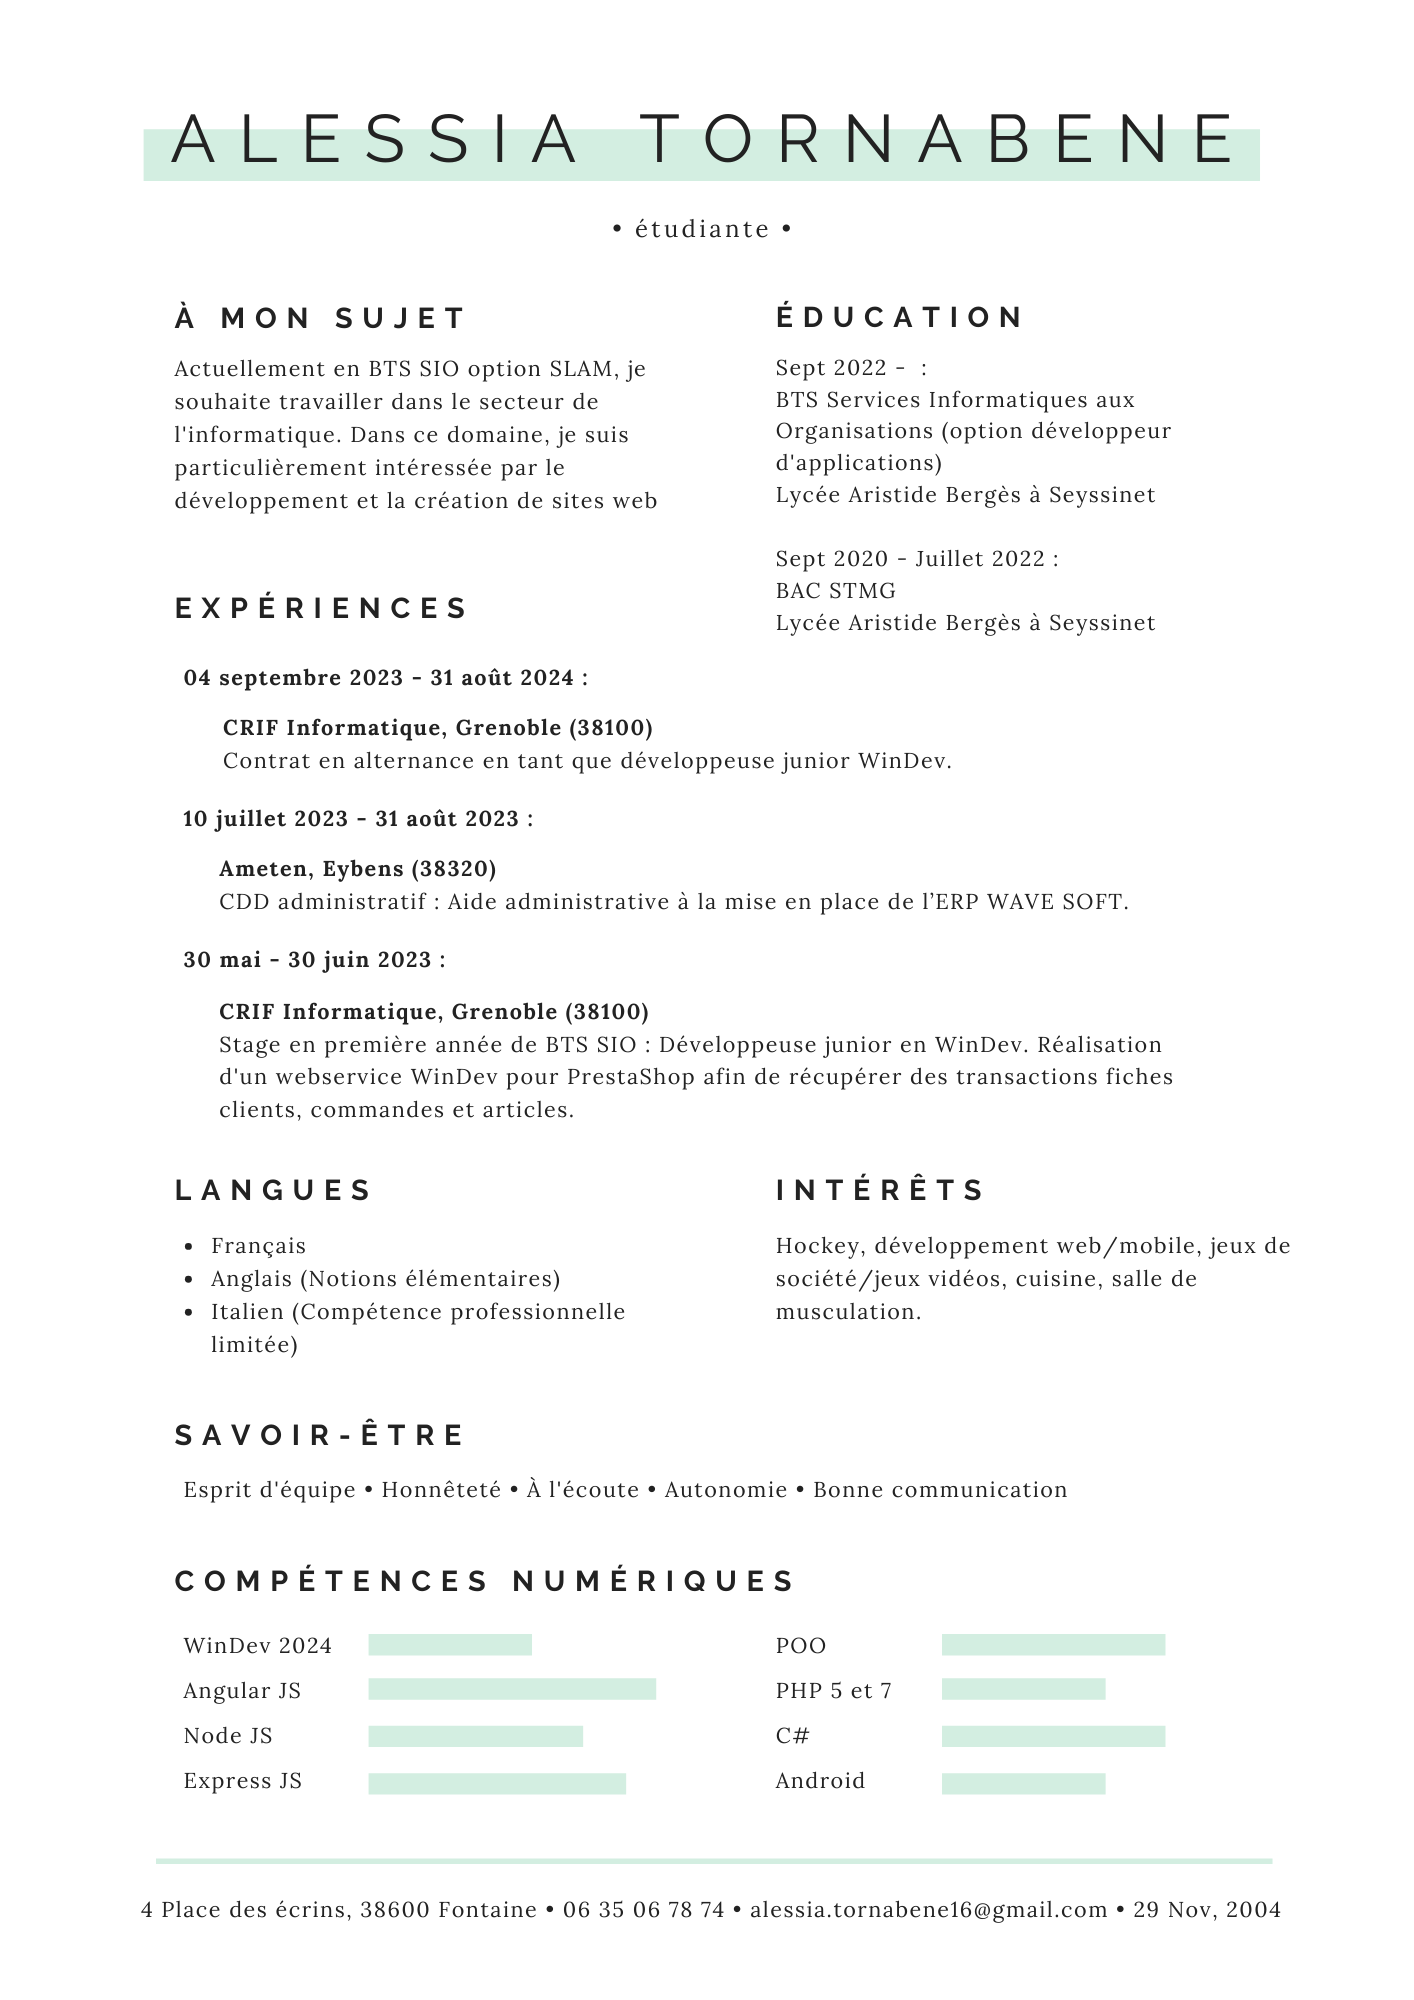 ALESSIA TORNABENE
• étudiante •
À MON SUJET
Actuellement en BTS SIO option SLAM, je
souhaite travailler dans le secteur de
l'informatique. Dans ce domaine, je suis
particulièrement intéressée par le
développement et la création de sites web
ÉDUCATION
Sept 2022 -  :
BTS Services Informatiques aux
Organisations (option développeur
d'applications)
Lycée Aristide Bergès à Seyssinet
Sept 2020 - Juillet 2022 :
BAC STMG
Lycée Aristide Bergès à Seyssinet
EXPÉRIENCES
04 septembre 2023 - 31 août 2024 :
CRIF Informatique, Grenoble (38100)
Contrat en alternance en tant que développeuse junior WinDev.
10 juillet 2023 - 31 août 2023 :
Ameten, Eybens (38320)
CDD administratif : Aide administrative à la mise en place de l’ERP WAVE SOFT.
30 mai - 30 juin 2023 :
CRIF Informatique, Grenoble (38100)
Stage en première année de BTS SIO : Développeuse junior en WinDev. Réalisation
d'un webservice WinDev pour PrestaShop afin de récupérer des transactions fiches
clients, commandes et articles.
LANGUES
• Français
• Anglais (Notions élémentaires)
• Italien (Compétence professionnelle
limitée)
INTÉRÊTS
Hockey, développement web/mobile, jeux de
société/jeux vidéos, cuisine, salle de
musculation.
SAVOIR-ÊTRE
Esprit d'équipe • Honnêteté • À l'écoute • Autonomie • Bonne communication
COMPÉTENCES NUMÉRIQUES
WinDev 2024
Angular JS
Node JS
Express JS
POO
PHP 5 et 7
C#
Android
4 Place des écrins, 38600 Fontaine • 06 35 06 78 74 • alessia.tornabene16@gmail.com • 29 Nov, 2004